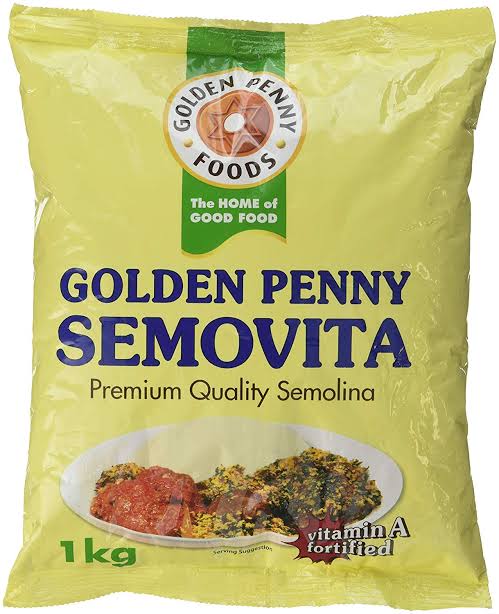 GOLDEN PENNY
FOODS
The HOME of
GOOD FOOD
GOLDEN PENNY
SEMOVITA
Premium Quality Semolina
vitamin A
fortified
1kg
Serving Suggestion